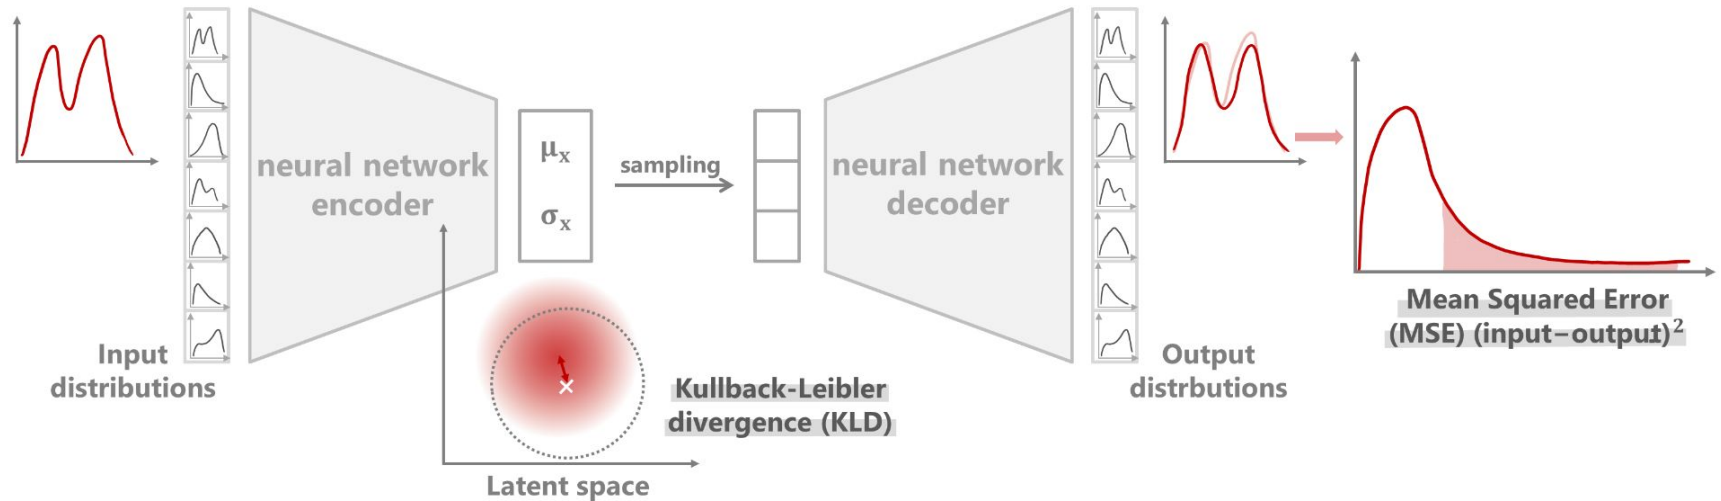 Input
distributions
neural network
encoder
μx
σx
sampling
neural network
decoder
Latent space
Kullback-Leibler
divergence (KLD)
Output
distrbutions
Mean Squared Error
(MSE) (input−output)²